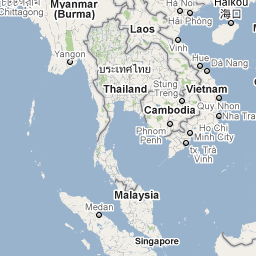 Myanmar
(Burma)
Chittagong
Hà Nội
Hải Phòng
Haikou
海口
Laos
Vinh
Yangon
Hue
Đà Nẵng
ประเทศไทย
Thailand
Stung
Treng
Vietnam
Quy Nhon
Nha Trang
Cambodia
Phnom
Penh
Ho Chi
Minh City
tx. Trà
Vinh
Malaysia
Medan
Singapore